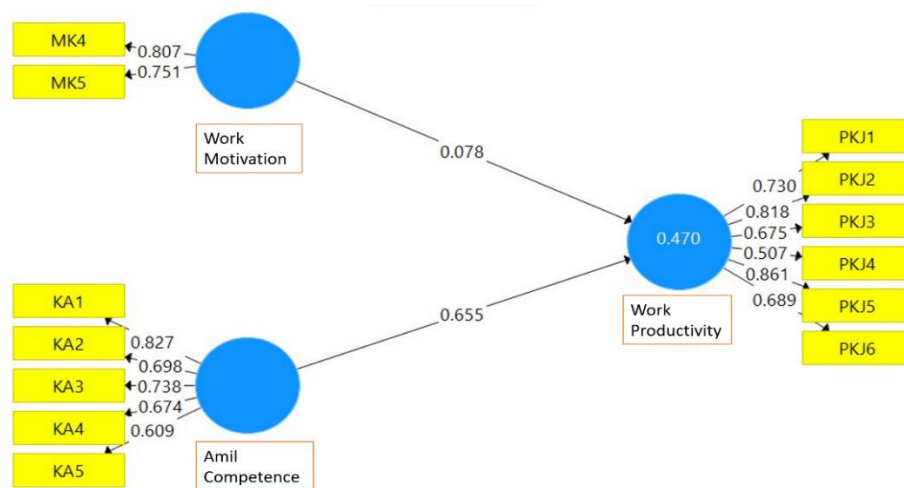 MK4
0.807
MK5
0.751
Work
Motivation
0.078
PKJ1
0.730
PKJ2
0.818
PKJ3
0.675
0.470
0.507
PKJ4
0.861
PKJ5
0.689
PKJ6
Work
Productivity
0.655
KA1
0.827
KA2
0.698
KA3
0.738
0.674
KA4
0.609
KA5
Amil
Competence